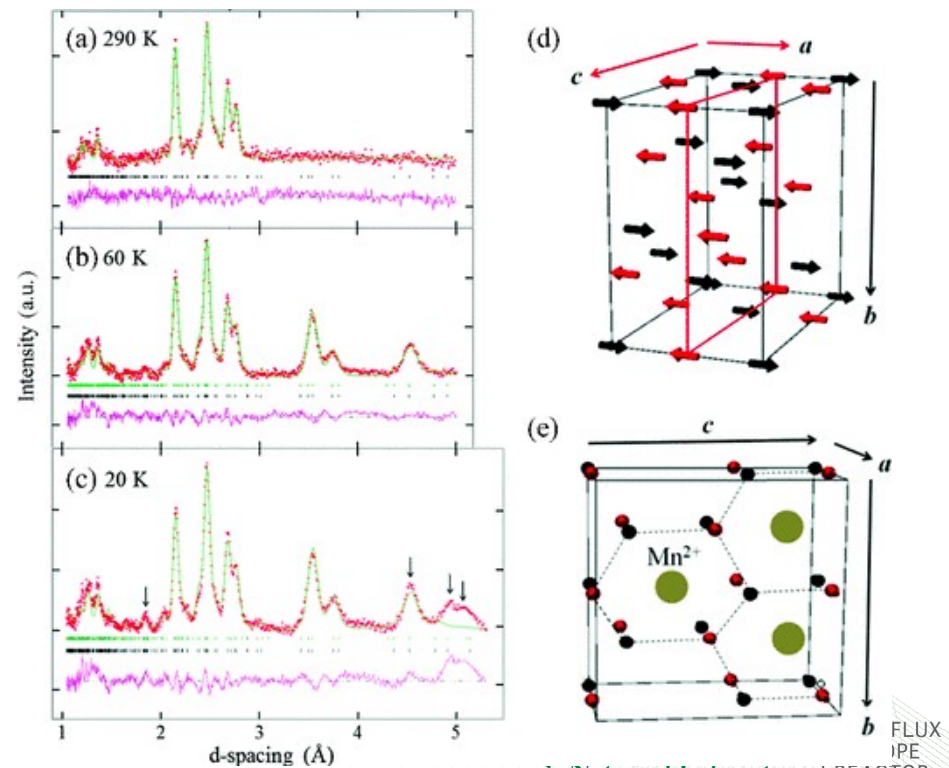 (a) 290 K
(b) 60 K
(c) 20 K
Intensity (a.u.)
1 2 3 4 5
d-spacing (Å)
(d)
a
c
b
(e)
c
a
Mn²⁺
b
FLUX